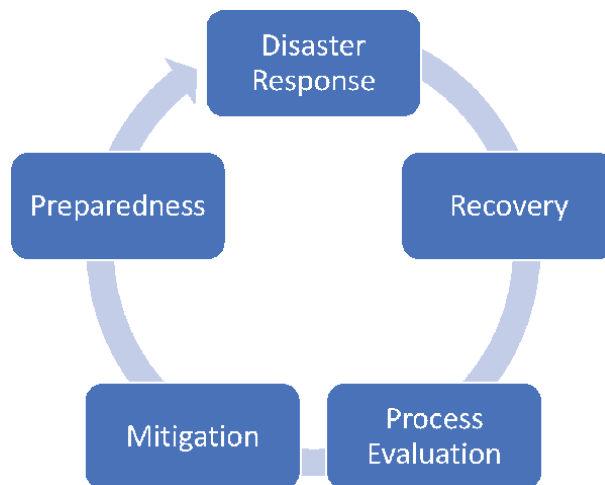 Disaster
Response
Recovery
Process
Evaluation
Mitigation
Preparedness